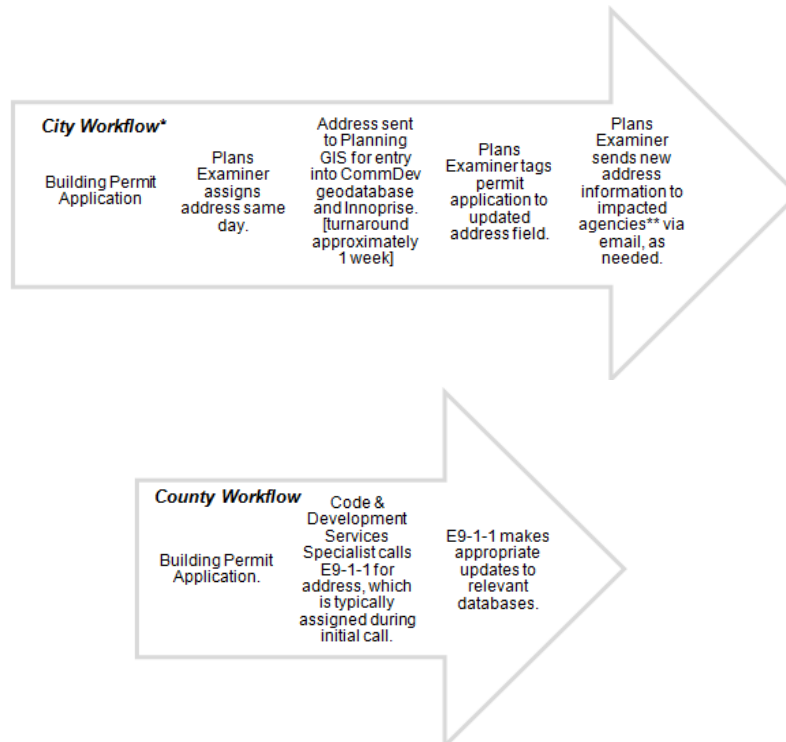 City Workflow*
Building Permit
Application
Plans
Examiner
assigns
address same
day.
Address sent
to Planning
GIS for entry
into CommDev
geodatabase
and Innoprise.
[turnaround
approximately
1 week]
Plans
Examiner tags
permit
application to
updated
address field.
Plans
Examiner
sends new
address
information to
impacted
agencies** via
email, as
needed.
County Workflow
Building Permit
Application.
Code &
Development
Services
Specialist calls
E9-1-1 for
address, which
is typically
assigned during
initial call.
E9-1-1 makes
appropriate
updates to
relevant
databases.